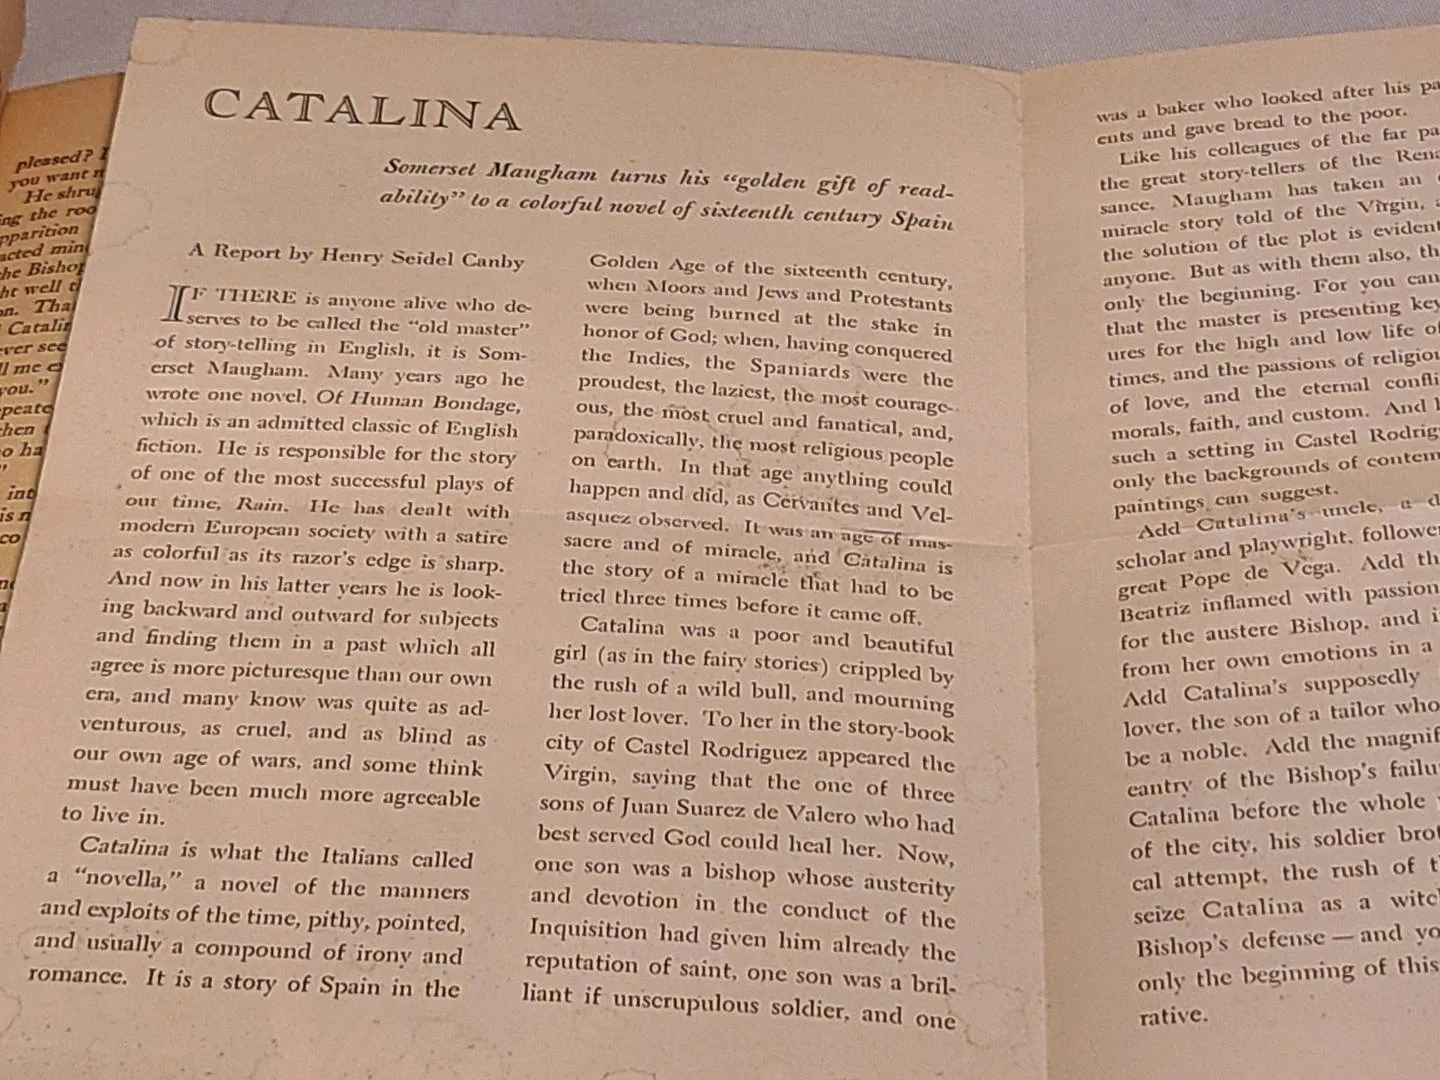 CATALINA
Somerset Maugham turns his "golden gift of read-
ability" to a colorful novel of sixteenth century Spain
A Report by Henry Seidel Canby
IF THERE is anyone alive who de-
serves to be called the "old master"
of story-telling in English, it is Som-
erset Maugham. Many years ago he
wrote one novel, Of Human Bondage,
which is an admitted classic of English
fiction. He is responsible for the story
of one of the most successful plays of
our time, Rain. He has dealt with
modern European society with a satire
as colorful as its razor's edge is sharp.
And now in his latter years he is look-
ing backward and outward for subjects
and finding them in a past which all
agree is more picturesque than our own
era, and many know was quite as ad-
venturous, as cruel, and as blind as
our own age of wars, and some think
must have been much more agreeable
to live in.
Catalina is what the Italians called
a "novella," a novel of the manners
and exploits of the time, pithy, pointed,
and usually a compound of irony and
romance. It is a story of Spain in the
Golden Age of the sixteenth century,
when Moors and Jews and Protestants
were being burned at the stake in
honor of God; when, having conquered
the Indies, the Spaniards were the
proudest, the laziest, the most courage-
ous, the most cruel and fanatical, and,
paradoxically, the most religious people
on earth. In that age anything could
happen and did, as Cervantes and Vel-
asquez observed. It was an age of mas-
sacre and of miracle, and Catalina is
the story of a miracle that had to be
tried three times before it came off.
Catalina was a poor and beautiful
girl (as in the fairy stories) crippled by
the rush of a wild bull, and mourning
her lost lover. To her in the story-book
city of Castel Rodriguez appeared the
Virgin, saying that the one of three
sons of Juan Suarez de Valero who had
best served God could heal her. Now,
one son was a bishop whose austerity
and devotion in the conduct of the
Inquisition had given him already the
reputation of saint, one son was a bril-
liant if unscrupulous soldier, and one
was a baker who looked after his
ents and gave bread to the poor.
Like his colleagues of the far
the great story-tellers of the
sance, Maugham has taken an
miracle story told of the Virgin,
the solution of the plot is
anyone. But as with them also,
only the beginning. For you can
that the master is presenting
ures for the high and low life of
times, and the passions of
of love, and the eternal
morals, faith, and custom. And
such a setting in Castel
only the backgrounds of
paintings can suggest.
Add Catalina's uncle, a
scholar and playwright,
great Pope de Vega. Add
Beatriz inflamed with passion
for the austere Bishop, and
from her own emotions in a
Add Catalina's supposedly
lover, the son of a tailor who
be a noble. Add the
eantry of the Bishop's
Catalina before the whole
of the city, his soldier
cal attempt, the rush of
seize Catalina as a
Bishop's defense — and
only the beginning of this
rative.
pleased?
you want
He
ing the
the
well
you."